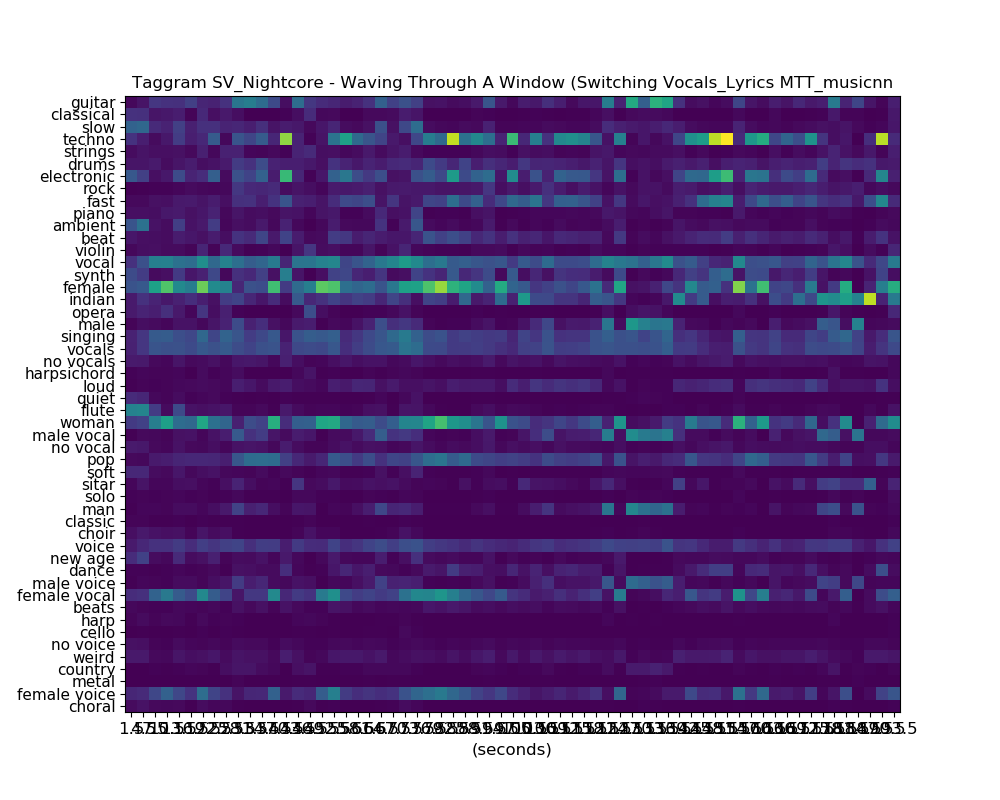 Taggram SV_Nightcore - Waving Through A Window (Switching Vocals_Lyrics MTT_musicnn
guitar
classical
slow
techno
strings
drums
electronic
rock
fast
piano
ambient
beat
violin
vocal
synth
female
indian
opera
male
singing
vocals
no vocals
harpsichord
loud
quiet
flute
woman
male vocal
no vocal
pop
soft
sitar
solo
man
classic
choir
voice
new age
dance
male voice
female vocal
beats
harp
cello
no voice
weird
country
metal
female voice
choral
(seconds)